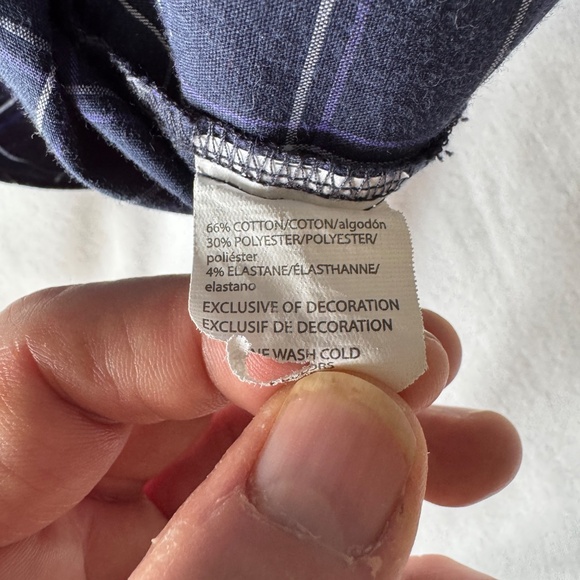 66% COTTON/COTON/algodón
30% POLYESTER/POLYESTER/
poliéster
4% ELASTANE/ÉLASTHANNE/
elastano
EXCLUSIVE OF DECORATION
EXCLUSIF DE DECORATION
WASH COLD